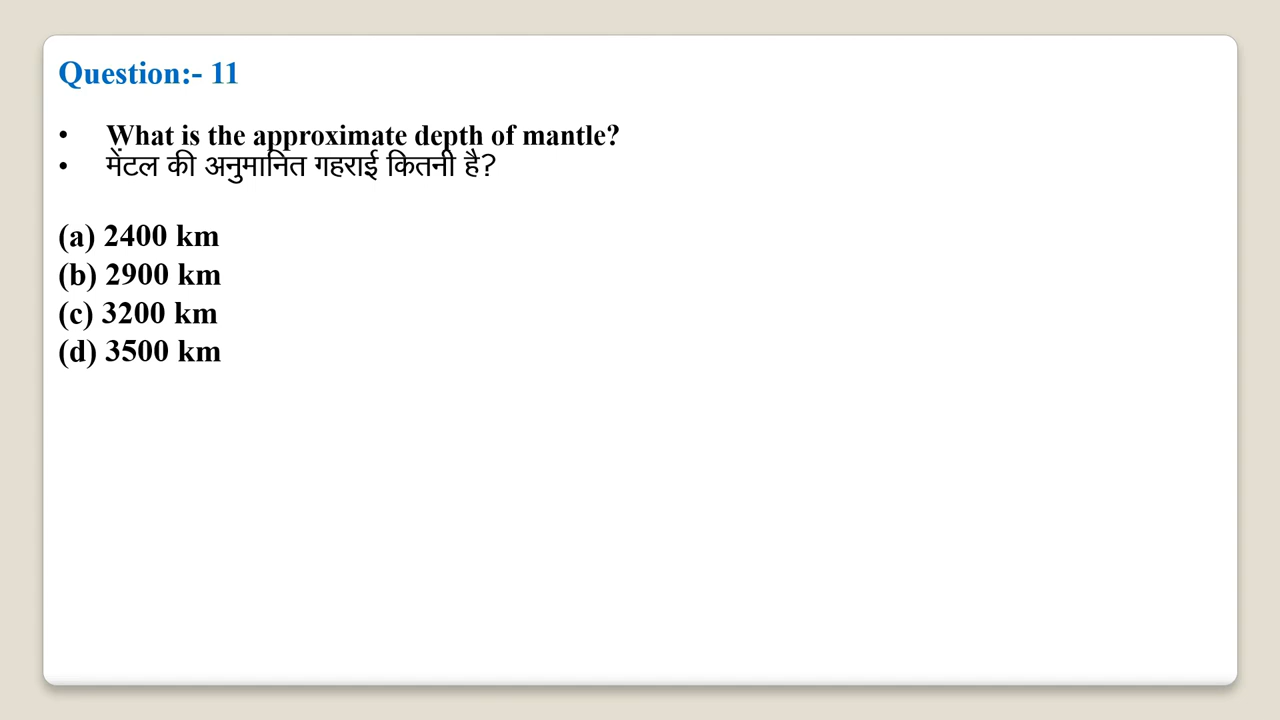 Question:- 11
• What is the approximate depth of mantle?
• मेंटल की अनुमानित गहराई कितनी है?
(a) 2400 km
(b) 2900 km
(c) 3200 km
(d) 3500 km